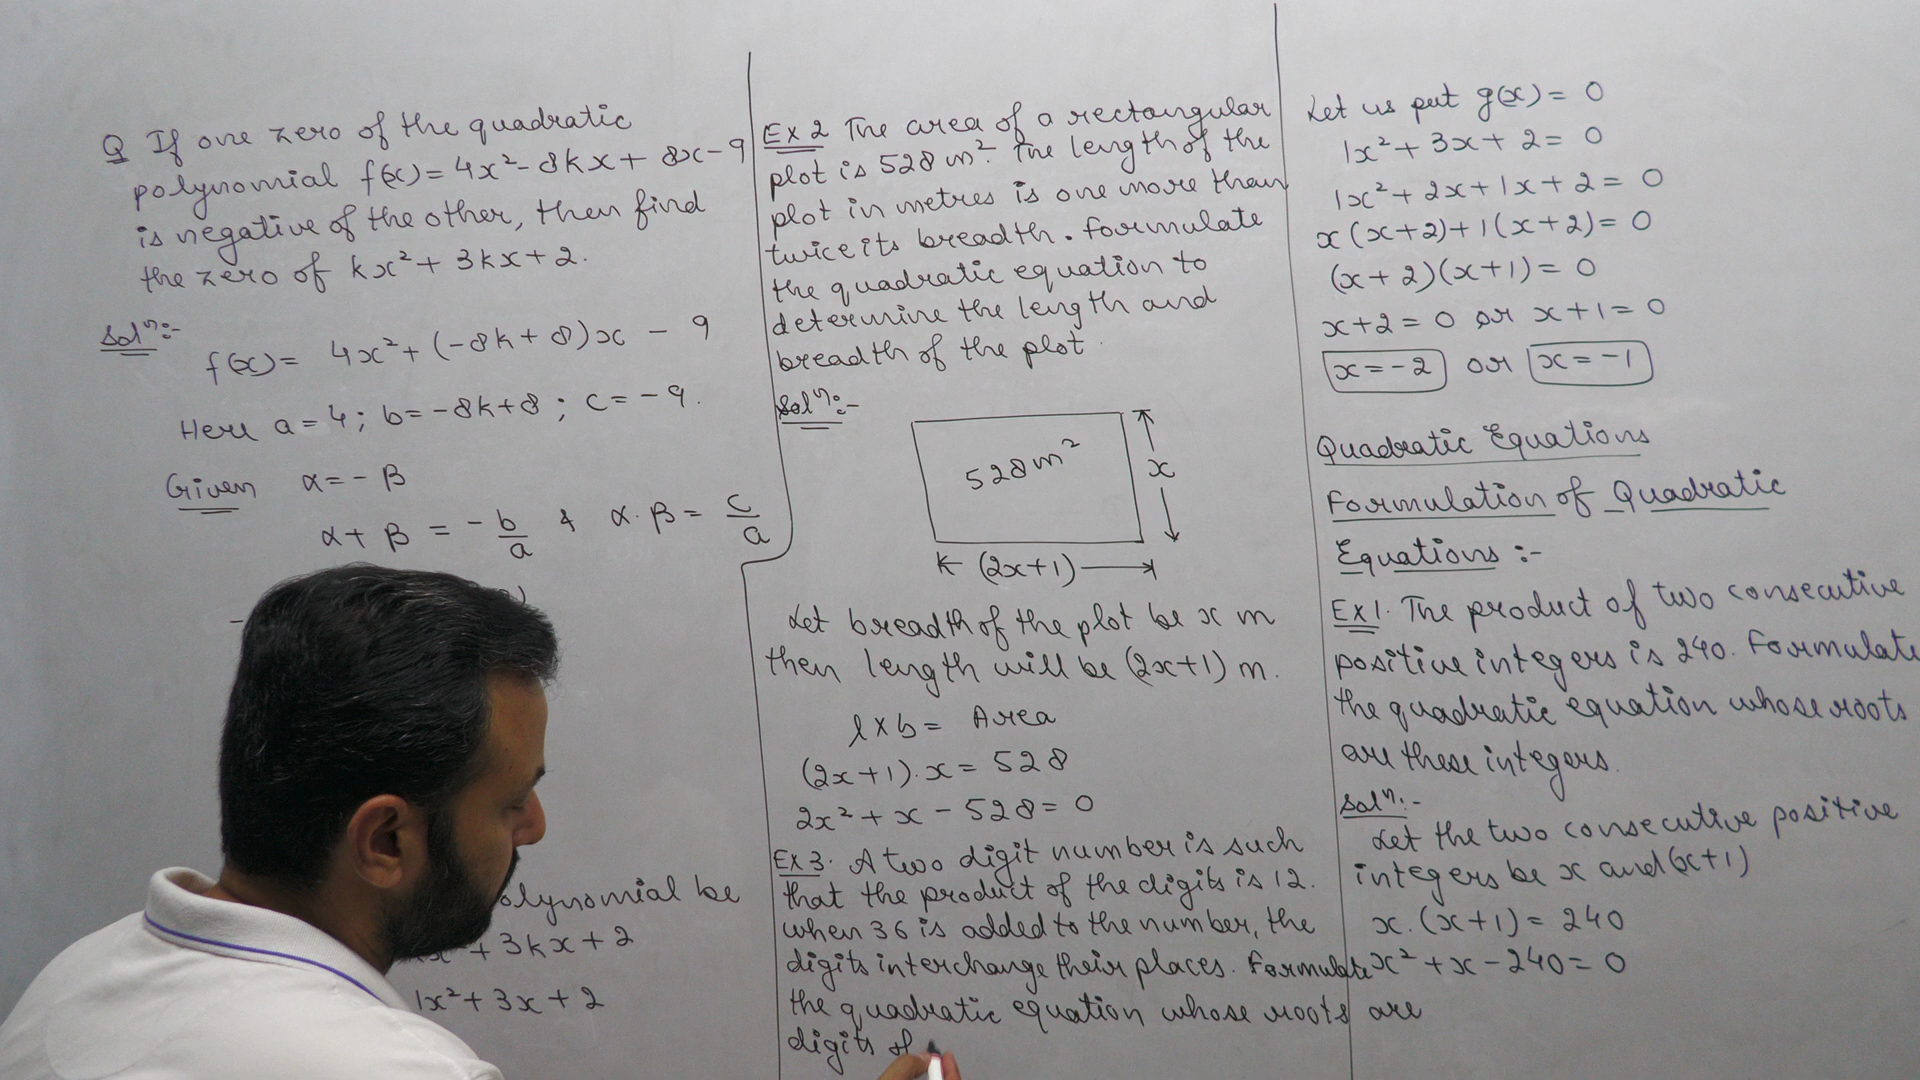 Q If one zero of the quadratic
polynomial f(x) = 4x² - 8kx + 8x - 9
is negative of the other, then find
the zero of kx² + 3kx + 2.
Solⁿ:-
f(x) = 4x² + (-8k + 8)x - 9
Here a = 4; b = -8k+8; c = -9.
Given α = - β
α + β = - b/a & α · β = c/a
olynomial be
+ 3kx + 2
1x² + 3x + 2
EX 2 The area of a rectangular
plot is 528 m². The length of the
plot in metres is one more than
twice its breadth. Formulate
the quadratic equation to
determine the length and
breadth of the plot.
Solⁿ:-
528 m²
x
(2x+1)
Let breadth of the plot be x m
then length will be (2x+1) m.
l × b = Area
(2x+1).x = 528
2x² + x - 528 = 0
EX 3. A two digit number is such
that the product of the digits is 12.
when 36 is added to the number, the
digits interchange their places. Formulate
the quadratic equation whose roots are
digits of
Let us put g(x) = 0
1x² + 3x + 2 = 0
1x² + 2x + 1x + 2 = 0
x(x+2)+1(x+2) = 0
(x+2)(x+1) = 0
x+2 = 0 or x+1 = 0
x = -2 or x = -1
Quadratic Equations
Formulation of Quadratic
Equations :-
EX 1. The product of two consecutive
positive integers is 240. Formulate
the quadratic equation whose roots
are these integers.
Solⁿ:-
Let the two consecutive positive
integers be x and (x+1)
x.(x+1) = 240
x² + x - 240 = 0